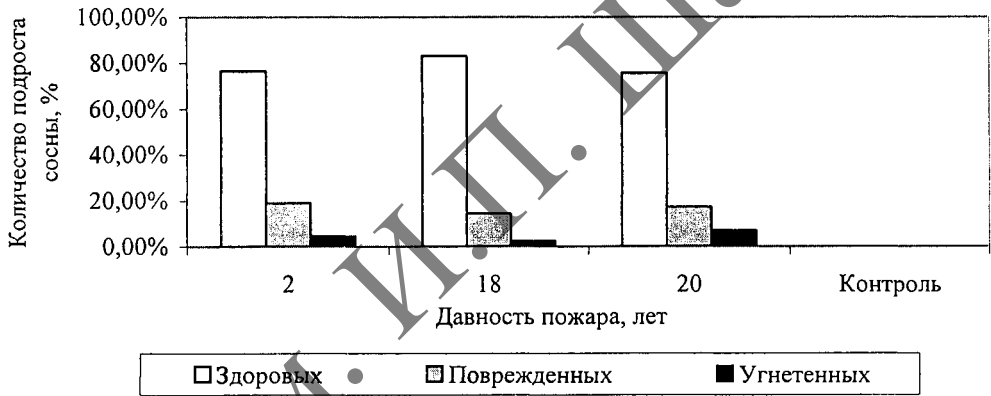 100,00%
80,00%
60,00%
40,00%
20,00%
0,00%
Количество подроста
сосны, %
2 18 20 Контроль
Давность пожара, лет
Здоровых Поврежденных Угнетенных